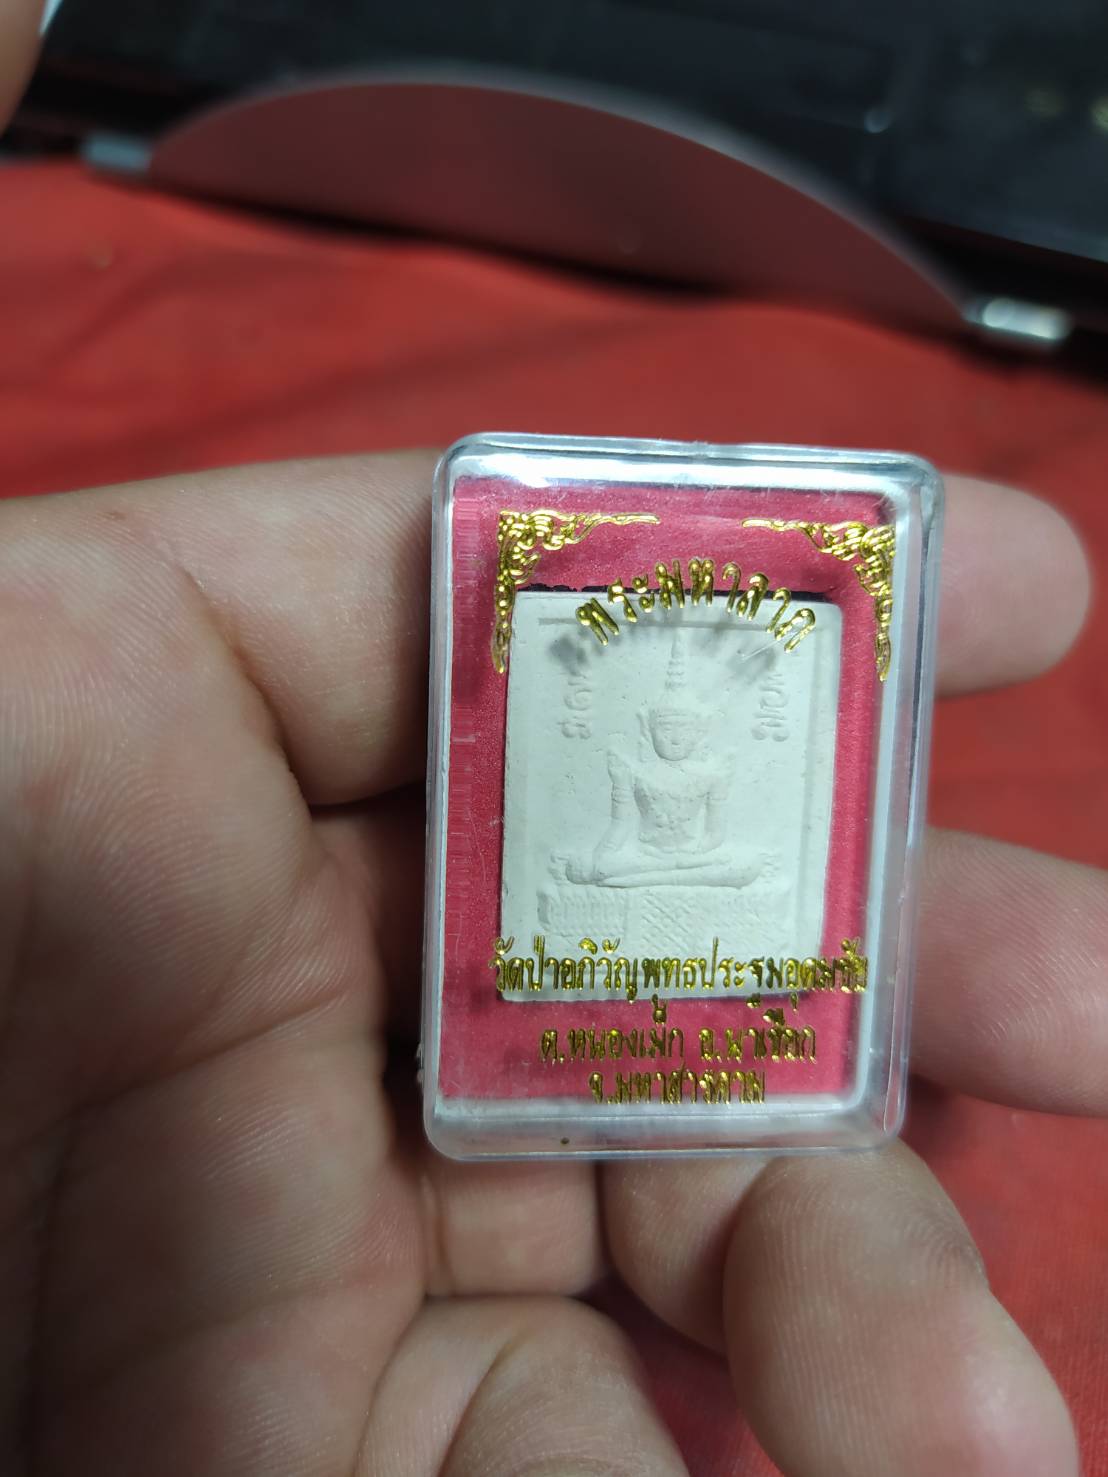 พระมหาลาภ
วัดป่าอภิวัญพุทธประฐมอุดมชัย
ต.หนองเม็ก อ.นาเชือก
จ.มหาสารคาม